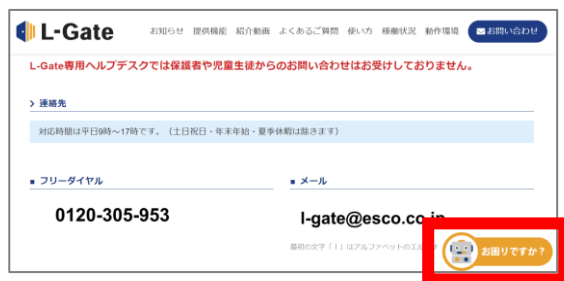 L-Gate
お知らせ 提供機能 紹介動画 よくあるご質問 使い方 稼働状況 動作環境 お問い合わせ
L-Gate専用ヘルプデスクでは保護者や児童生徒からのお問い合わせはお受けしておりません。
連絡先
対応時間は平日9時～17時です。（土日祝日・年末年始・夏季休暇は除きます）
フリーダイヤル
メール
0120-305-953
l-gate@esco.co.jp
最初の文字「l」はアルファベットのエル
お困りですか？